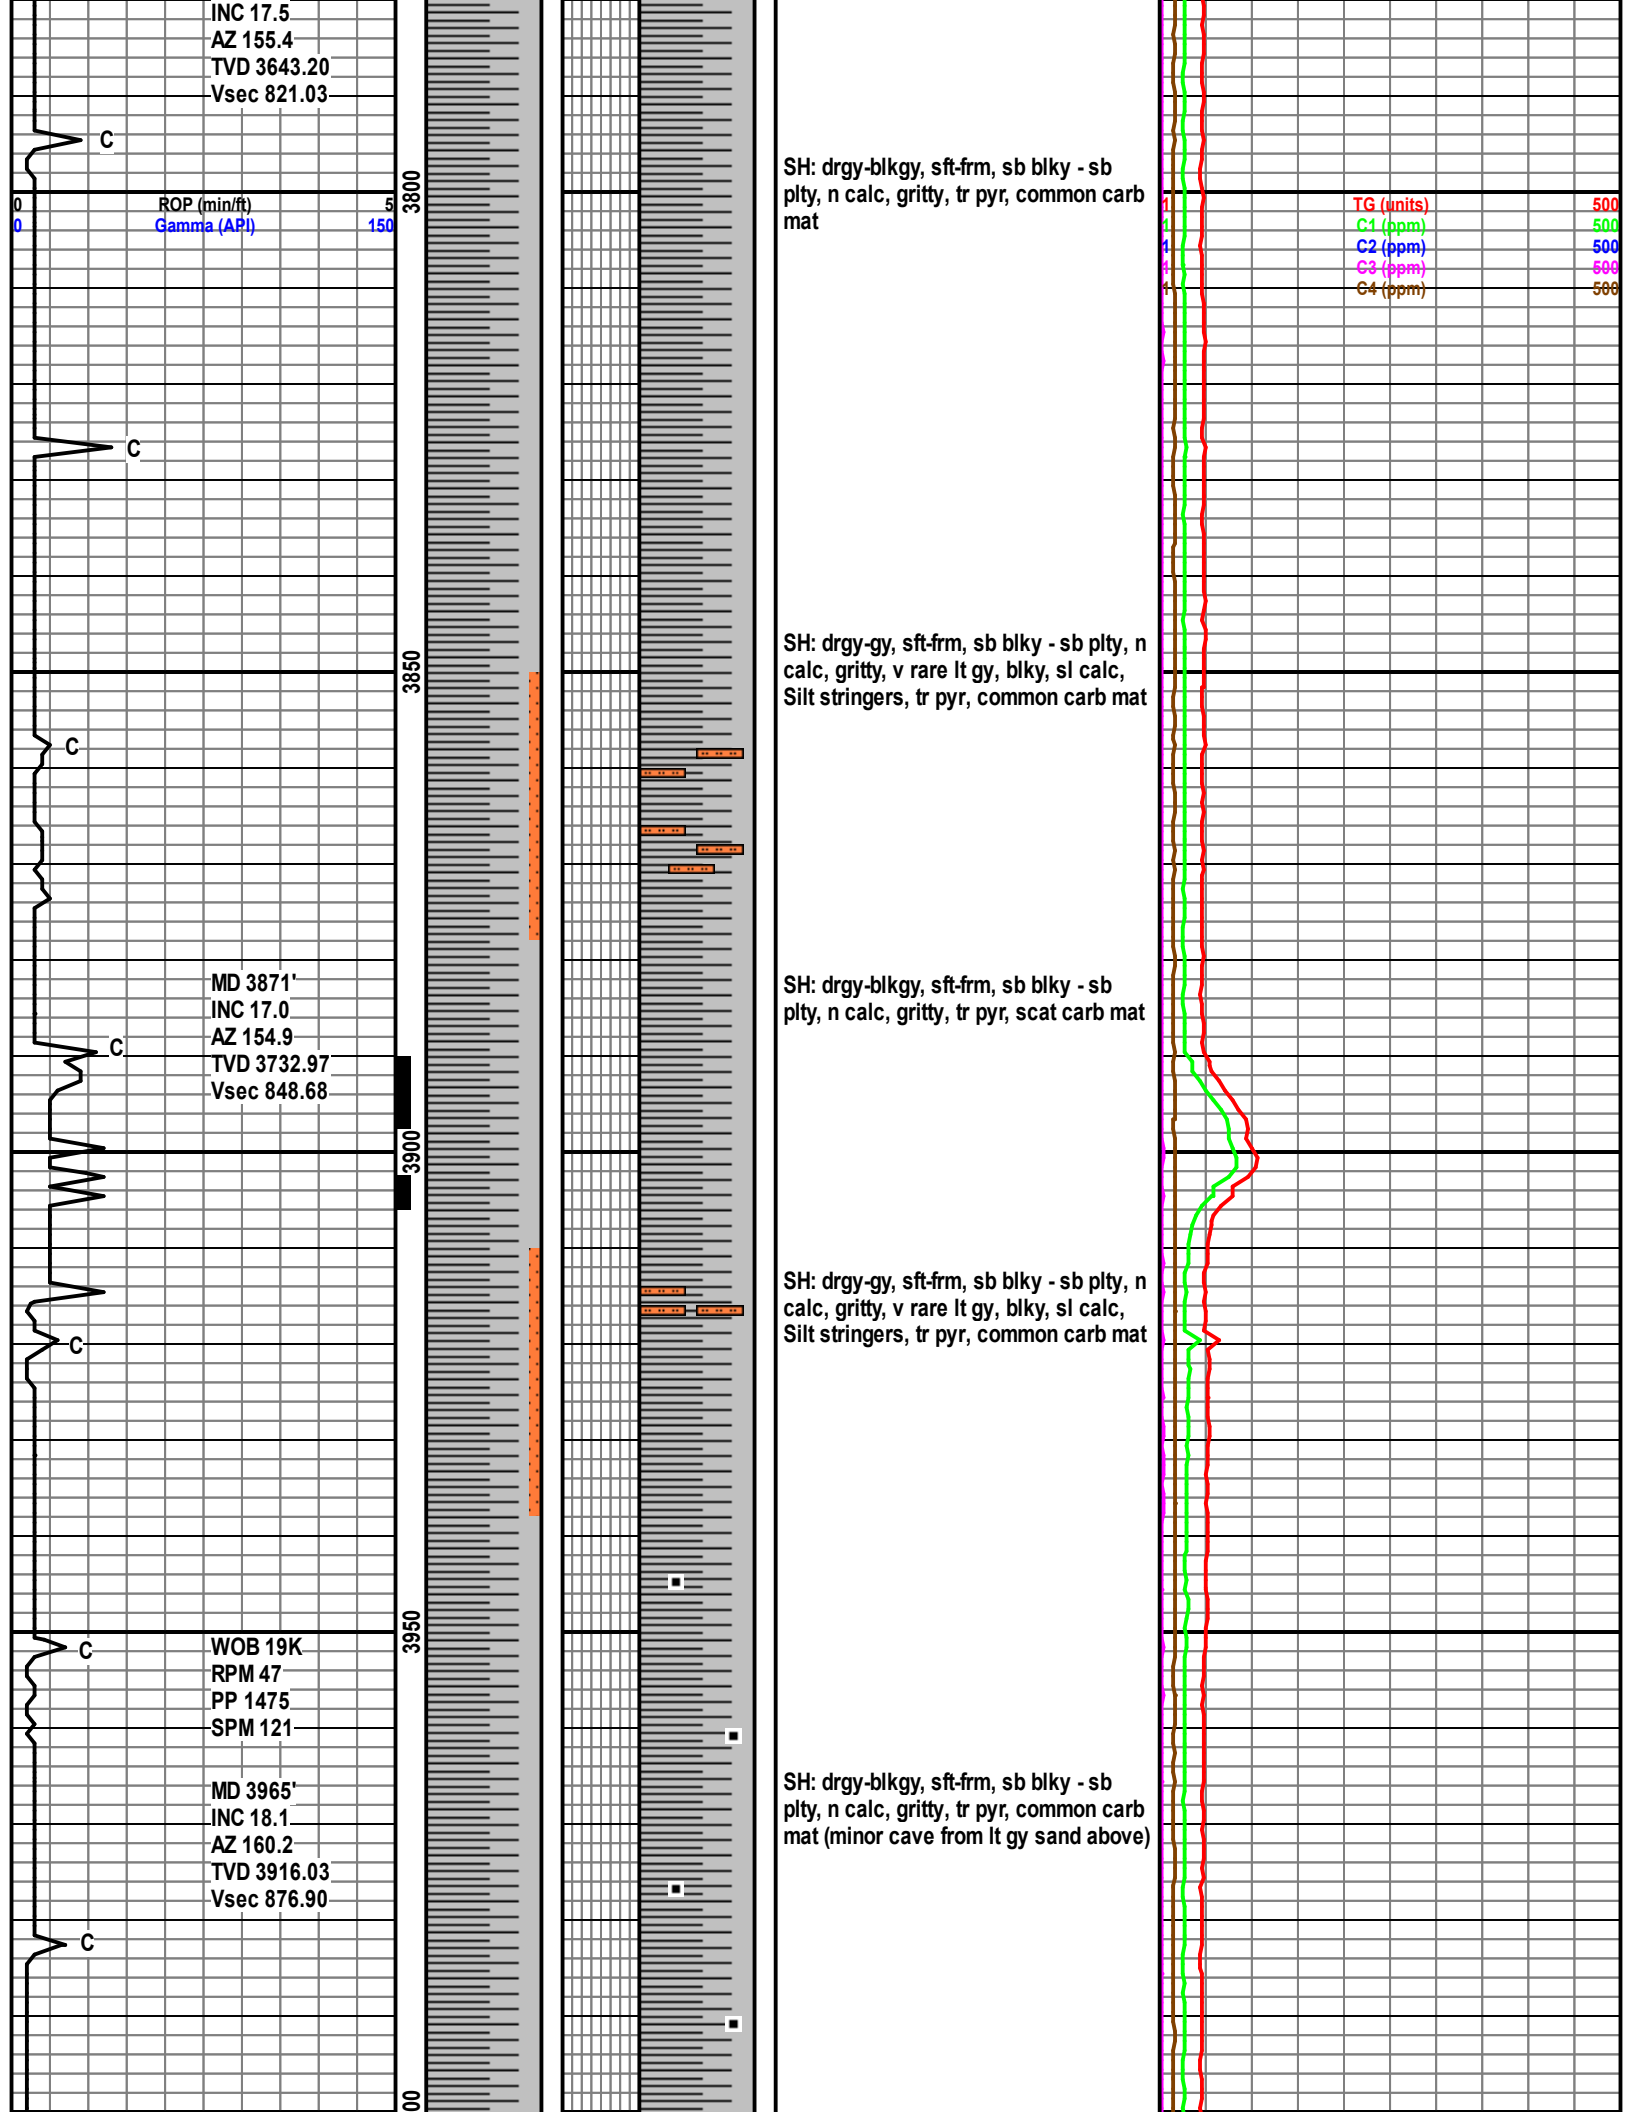 INC 17.5
AZ 155.4
TVD 3643.20
Vsec 821.03
C
SH: drgy-blkgy, sft-frm, sb blky - sb
plty, n calc, gritty, tr pyr, common carb
mat
3800
0 ROP (min/ft) 5
0 Gamma (API) 150
1 TG (units) 500
1 C1 (ppm) 500
1 C2 (ppm) 500
1 C3 (ppm) 500
1 C4 (ppm) 500
C
SH: drgy-gy, sft-frm, sb blky - sb plty, n
calc, gritty, v rare lt gy, blky, sl calc,
Silt stringers, tr pyr, common carb mat
3850
C
MD 3871'
INC 17.0
AZ 154.9
TVD 3732.97
Vsec 848.68
C
SH: drgy-blkgy, sft-frm, sb blky - sb
plty, n calc, gritty, tr pyr, scat carb mat
3900
SH: drgy-gy, sft-frm, sb blky - sb plty, n
calc, gritty, v rare lt gy, blky, sl calc,
Silt stringers, tr pyr, common carb mat
C
3950
C
WOB 19K
RPM 47
PP 1475
SPM 121
MD 3965'
INC 18.1
AZ 160.2
TVD 3916.03
Vsec 876.90
SH: drgy-blkgy, sft-frm, sb blky - sb
plty, n calc, gritty, tr pyr, common carb
mat (minor cave from lt gy sand above)
C
00